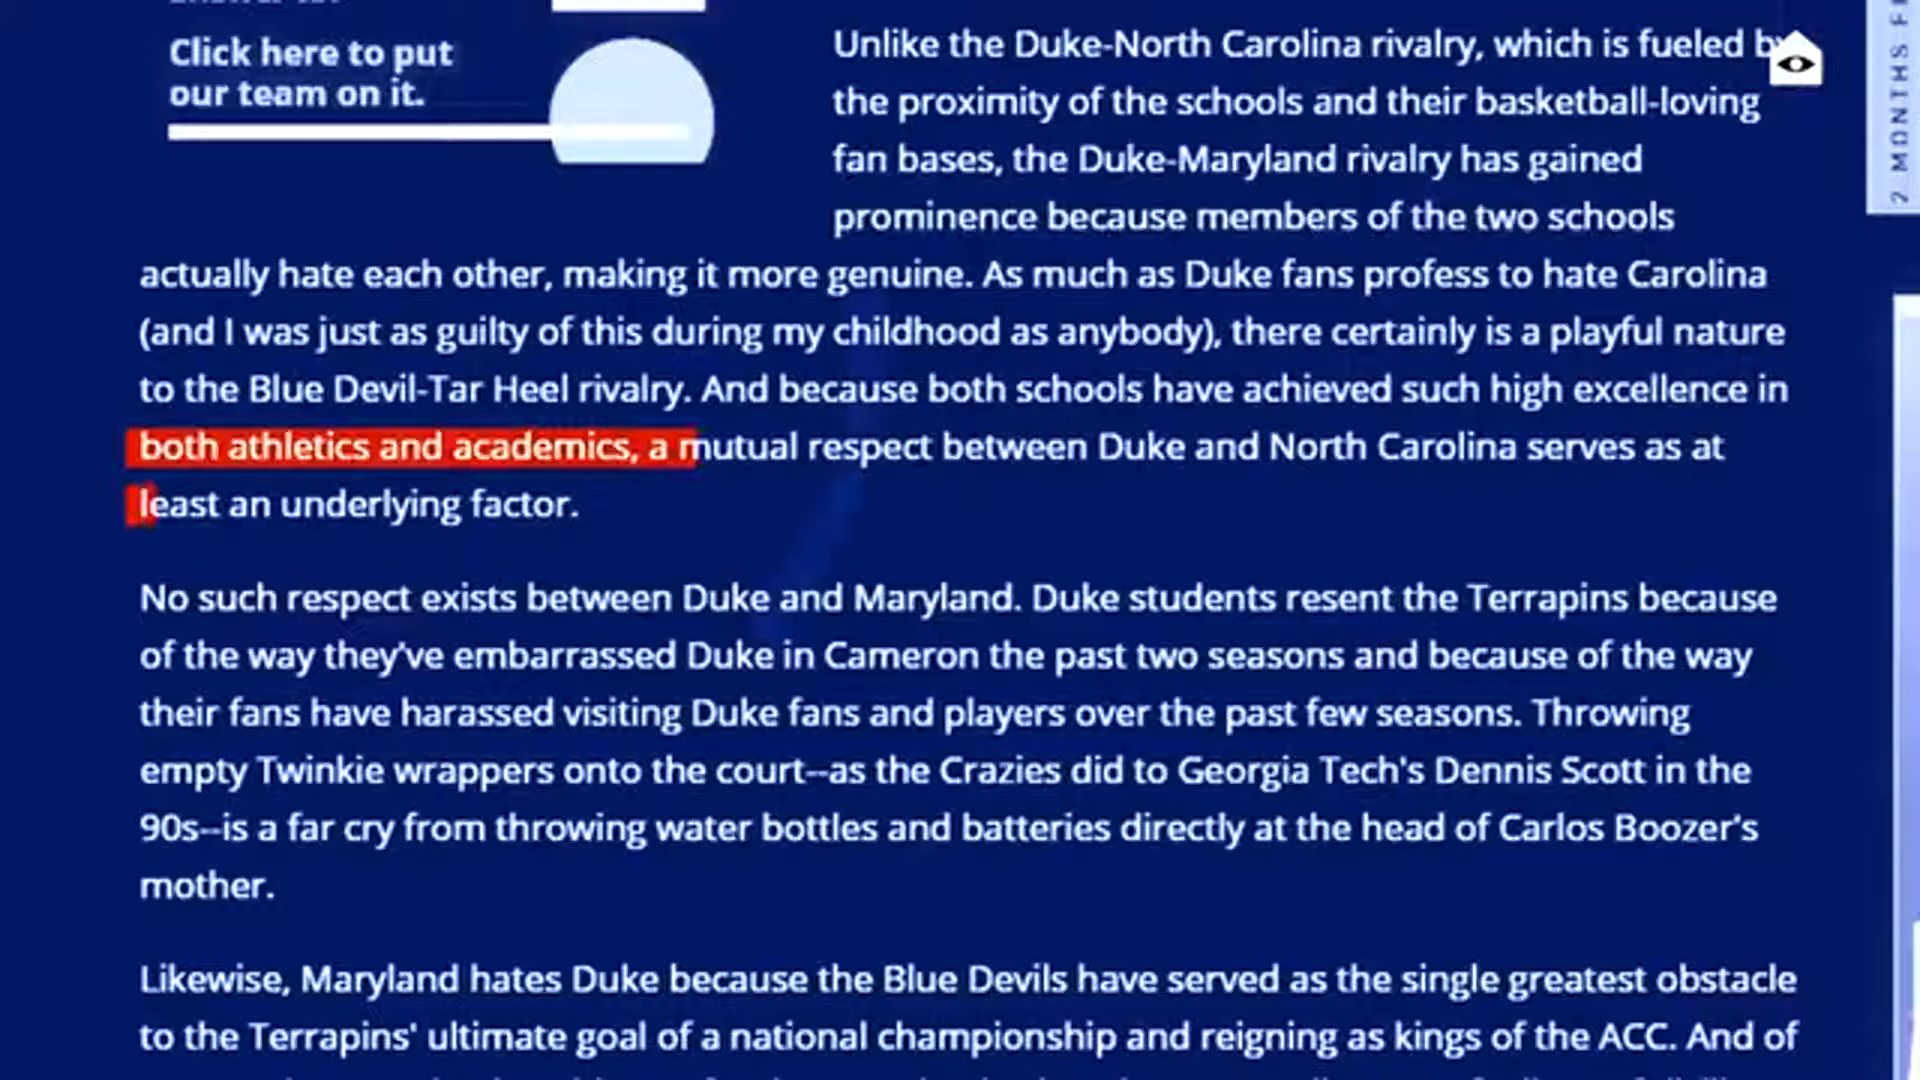 Click here to put
our team on it.
Unlike the Duke-North Carolina rivalry, which is fueled by
the proximity of the schools and their basketball-loving
fan bases, the Duke-Maryland rivalry has gained
prominence because members of the two schools
actually hate each other, making it more genuine. As much as Duke fans profess to hate Carolina
(and I was just as guilty of this during my childhood as anybody), there certainly is a playful nature
to the Blue Devil-Tar Heel rivalry. And because both schools have achieved such high excellence in
both athletics and academics, a mutual respect between Duke and North Carolina serves as at
least an underlying factor.
No such respect exists between Duke and Maryland. Duke students resent the Terrapins because
of the way they've embarrassed Duke in Cameron the past two seasons and because of the way
their fans have harassed visiting Duke fans and players over the past few seasons. Throwing
empty Twinkie wrappers onto the court--as the Crazies did to Georgia Tech's Dennis Scott in the
90s--is a far cry from throwing water bottles and batteries directly at the head of Carlos Boozer's
mother.
Likewise, Maryland hates Duke because the Blue Devils have served as the single greatest obstacle
to the Terrapins' ultimate goal of a national championship and reigning as kings of the ACC. And of
2 MONTHS